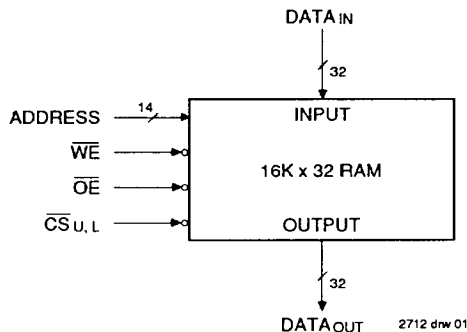 DATAIN
32
ADDRESS
14
INPUT
WE
16K x 32 RAM
OE
CSU, L
OUTPUT
32
DATAOUT
2712 drw 01